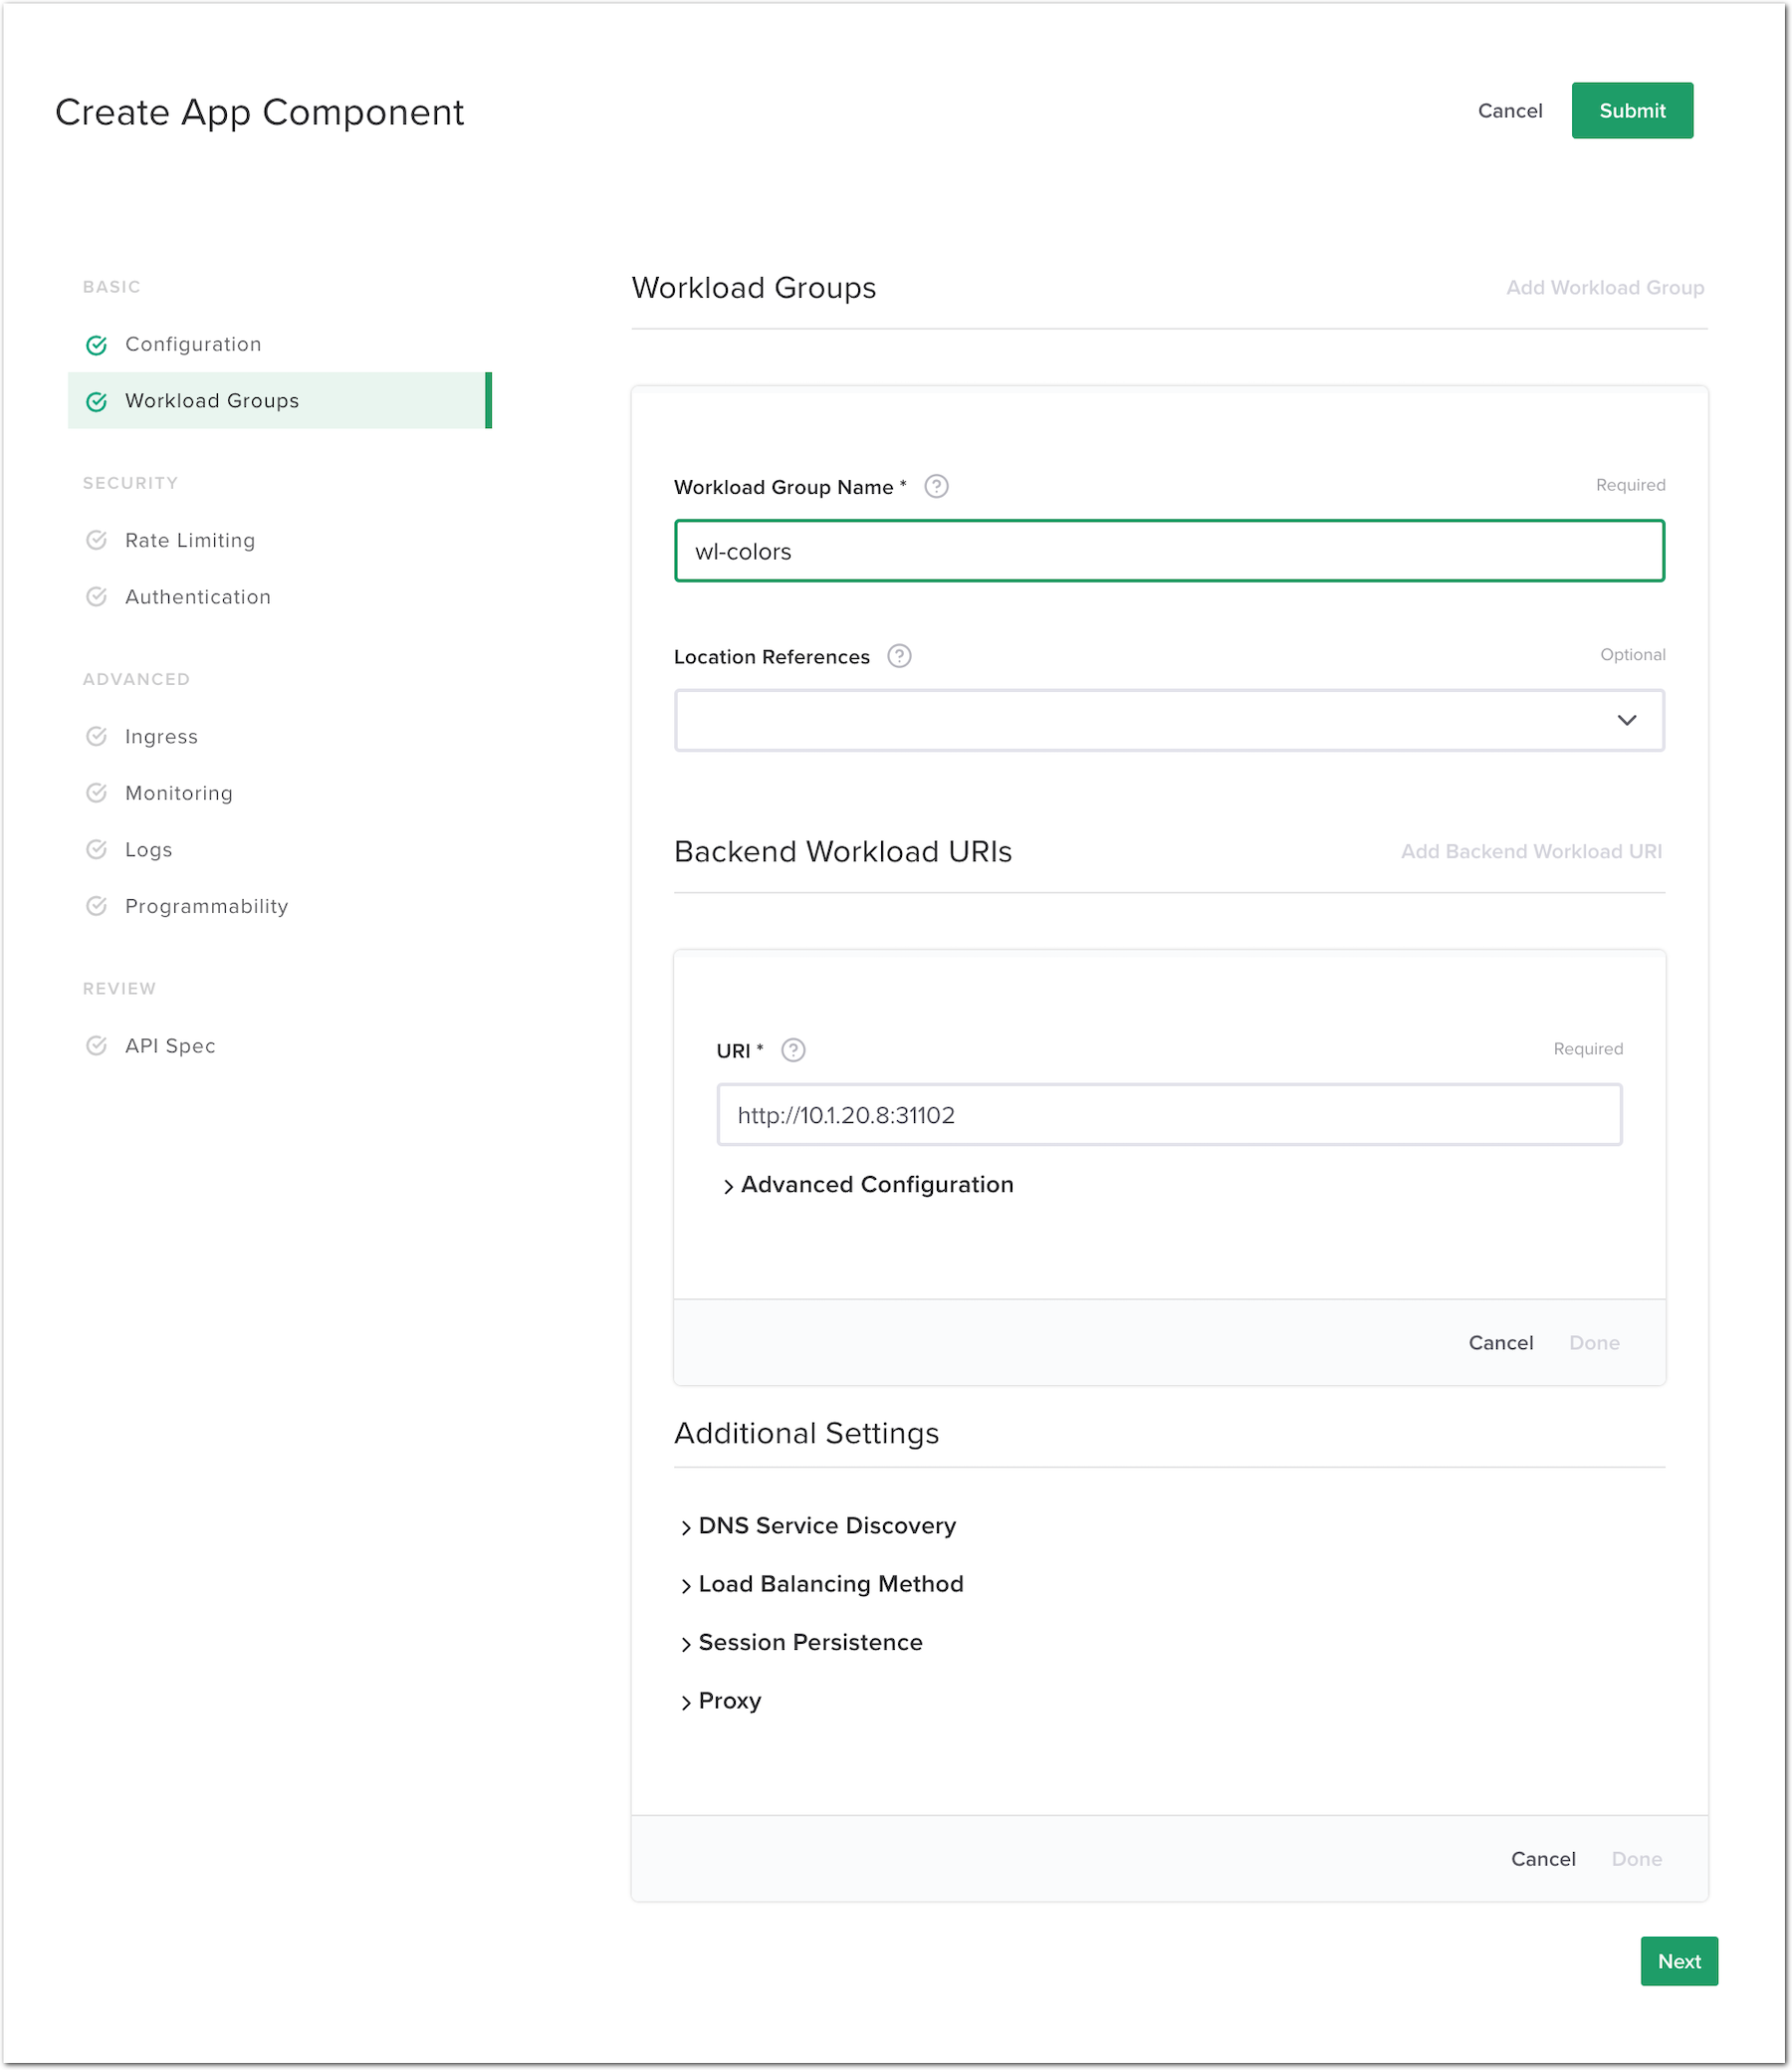 Create App Component
Cancel
Submit
BASIC
Configuration
Workload Groups
SECURITY
Rate Limiting
Authentication
ADVANCED
Ingress
Monitoring
Logs
Programmability
REVIEW
API Spec
Workload Groups
Add Workload Group
Workload Group Name *
Required
wl-colors
Location References
Optional
Backend Workload URIs
Add Backend Workload URI
URI *
Required
http://10.1.20.8:31102
Advanced Configuration
Cancel
Done
Additional Settings
DNS Service Discovery
Load Balancing Method
Session Persistence
Proxy
Cancel
Done
Next